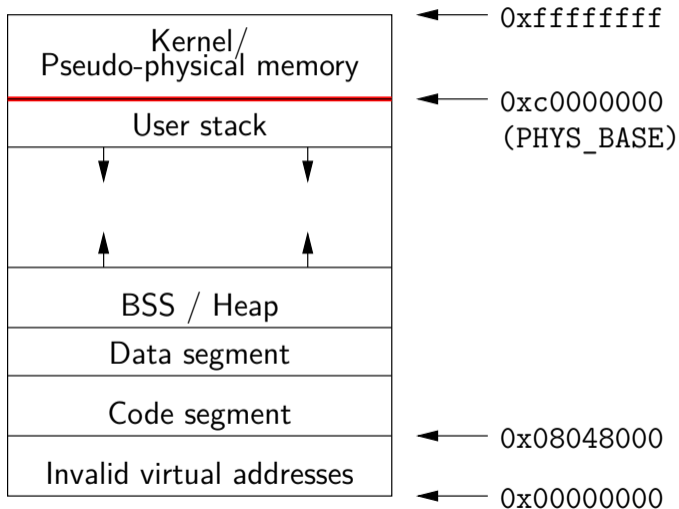 Kernel/
Pseudo-physical memory
User stack
BSS / Heap
Data segment
Code segment
Invalid virtual addresses
0xffffffff
0xc0000000
(PHYS_BASE)
0x08048000
0x00000000